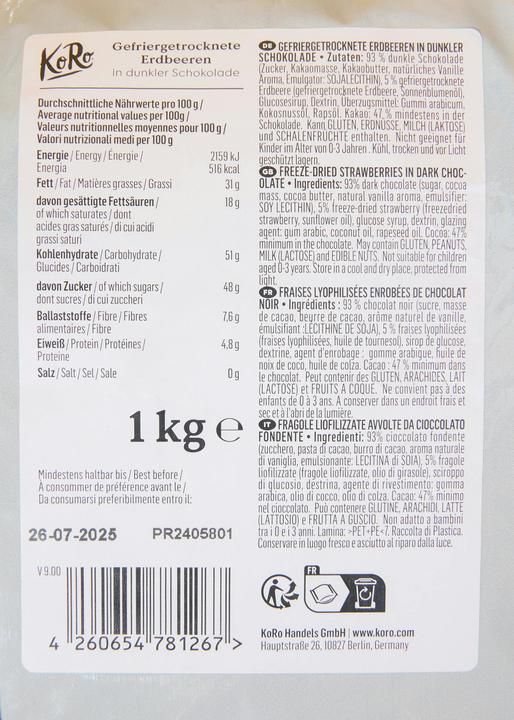 KoRo
Gefriergetrocknete
Erdbeeren
in dunkler Schokolade
Durchschnittliche Nährwerte pro 100 g /
Average nutritional values per 100g /
Valeurs nutritionnelles moyennes pour 100 g /
Valori nutrizionali medi per 100 g
Energie / Energy / Énergie / 2159 kJ
Energia 516 kcal
Fett / Fat / Matières grasses / Grassi 31 g
davon gesättigte Fettsäuren / 18 g
of which saturates / dont
acides gras saturés / di cui acidi
grassi saturi
Kohlenhydrate / Carbohydrate / 51 g
Glucides / Carboidrati
davon Zucker / of which sugars / 48 g
dont sucres / di cui zuccheri
Ballaststoffe / Fibre / Fibres 7,6 g
alimentaires / Fibre
Eiweiß / Protein / Protéines / 4,8 g
Proteine
Salz / Salt / Sel / Sale 0 g
1 kg e
Mindestens haltbar bis / Best before /
À consommer de préférence avant le /
Da consumarsi preferibilmente entro il:
26-07-2025 PR2405801
V 9.00
4 260654 781267 >
DE GEFRIERGETROCKNETE ERDBEEREN IN DUNKLER
SCHOKOLADE • Zutaten: 93 % dunkle Schokolade
(Zucker, Kakaomasse, Kakaobutter, natürliches Vanille
Aroma, Emulgator: SOJALECITHIN), 5 % gefriergetrocknete
Erdbeere (gefriergetrocknete Erdbeere, Sonnenblumenöl),
Glucosesirup, Dextrin, Überzugsmittel: Gummi arabicum,
Kokosnussöl, Rapsöl. Kakao: 47 % mindestens in der
Schokolade. Kann GLUTEN, ERDNÜSSE, MILCH (LAKTOSE)
und SCHALENFRÜCHTE enthalten. Nicht geeignet für
Kinder im Alter von 0-3 Jahren . Kühl, trocken und vor Licht
geschützt lagern.
GB FREEZE-DRIED STRAWBERRIES IN DARK CHOC-
OLATE • Ingredients: 93% dark chocolate (sugar, cocoa
mass, cocoa butter, natural vanilla aroma, emulsifier:
SOY LECITHIN), 5% freeze-dried strawberry (freezedried
strawberry, sunflower oil), glucose syrup, dextrin, glazing
agent: gum arabic, coconut oil, rapeseed oil. Cocoa: 47%
minimum in the chocolate. May contain GLUTEN, PEANUTS,
MILK (LACTOSE) and EDIBLE NUTS. Not suitable for children
aged 0-3 years. Store in a cool and dry place, protected from
light.
FR FRAISES LYOPHILISÉES ENROBÉES DE CHOCOLAT
NOIR • Ingrédients : 93 % chocolat noir (sucre, masse
de cacao, beurre de cacao, arôme naturel de vanille,
émulsifiant :LÉCITHINE DE SOJA), 5 % fraises lyophilisées
(fraises lyophilisées, huile de tournesol), sirop de glucose,
dextrine, agent d'enrobage : gomme arabique, huile de
noix de coco, huile de colza. Cacao : 47 % minimum dans
le chocolat. Peut contenir des GLUTEN, ARACHIDES, LAIT
(LACTOSE) et FRUITS A COQUE. Ne convient pas à des
enfants de 0 à 3 ans. A conserver dans un endroit frais et
sec et à l'abri de la lumière.
IT FRAGOLE LIOFILIZZATE AVVOLTE DA CIOCCOLATO
FONDENTE • Ingredienti: 93% cioccolato fondente
(zucchero, pasta di cacao, burro di cacao, aroma naturale
di vaniglia, emulsionante: LECITINA DI SOIA), 5% fragole
liofilizzate (fragole liofilizzate, olio di girasole), sciroppo
di glucosio, destrina, agente di rivestimento: gomma
arabica, olio di cocco, olio di colza. Cacao: 47% minimo
nel cioccolato. Può contenere GLUTINE, ARACHIDI, LATTE
(LATTOSIO) e FRUTTA A GUSCIO. Non adatto a bambini
tra i 0 e i 3 anni. Lamina: >PET+PE<7. Raccolta di Plastica.
Conservare in luogo fresco e asciutto al riparo dalla luce.
FR
KoRo Handels GmbH | www.koro.com
Hauptstraße 26, 10827 Berlin, Germany